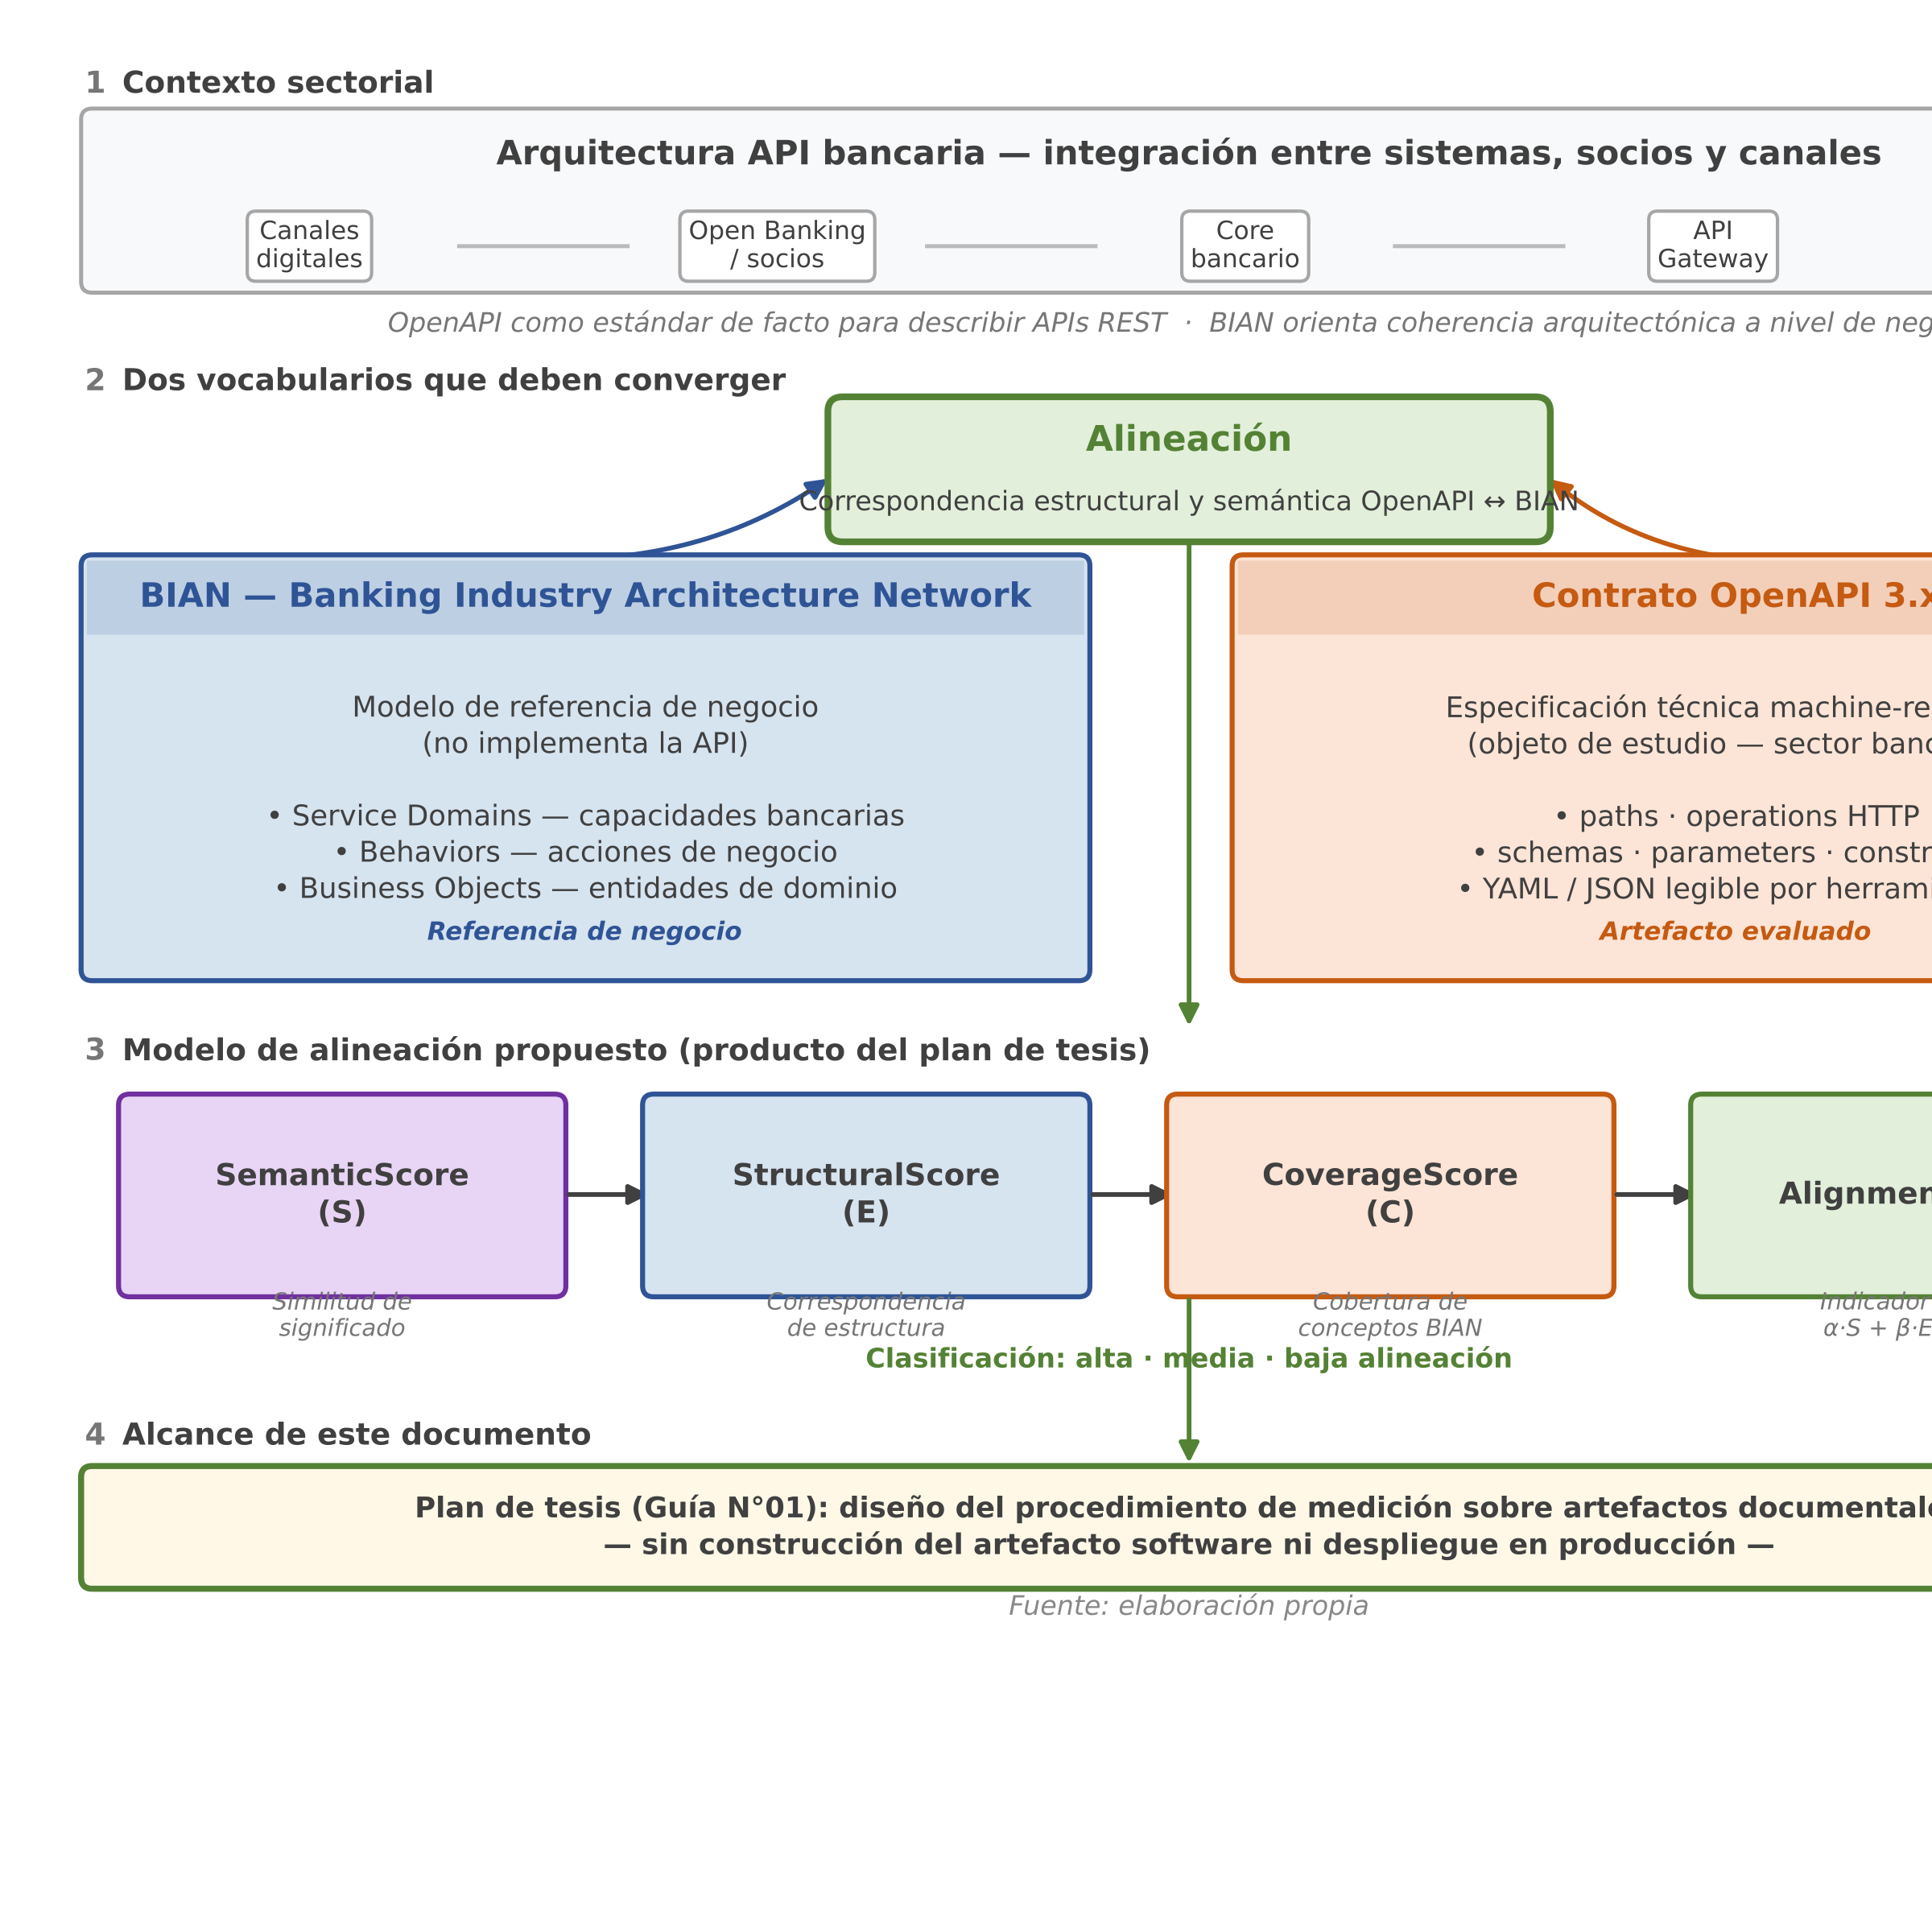 1 Contexto sectorial
Arquitectura API bancaria — integración entre sistemas, socios y canales
Canales
digitales
Open Banking
/ socios
Core
bancario
API
Gateway
OpenAPI como estándar de facto para describir APIs REST · BIAN orienta coherencia arquitectónica a nivel de neg
2 Dos vocabularios que deben converger
Alineación
Correspondencia estructural y semántica OpenAPI ↔ BIAN
BIAN — Banking Industry Architecture Network
Modelo de referencia de negocio
(no implementa la API)
• Service Domains — capacidades bancarias
• Behaviors — acciones de negocio
• Business Objects — entidades de dominio
Referencia de negocio
Contrato OpenAPI 3.x
Especificación técnica machine-re
(objeto de estudio — sector banc
• paths · operations HTTP
• schemas · parameters · constr
• YAML / JSON legible por herrami
Artefacto evaluado
3 Modelo de alineación propuesto (producto del plan de tesis)
SemanticScore
(S)
Similitud de
significado
StructuralScore
(E)
Correspondencia
de estructura
CoverageScore
(C)
Cobertura de
conceptos BIAN
Alignmen
Indicador
α·S + β·E
Clasificación: alta · media · baja alineación
4 Alcance de este documento
Plan de tesis (Guía N°01): diseño del procedimiento de medición sobre artefactos documentale
— sin construcción del artefacto software ni despliegue en producción —
Fuente: elaboración propia